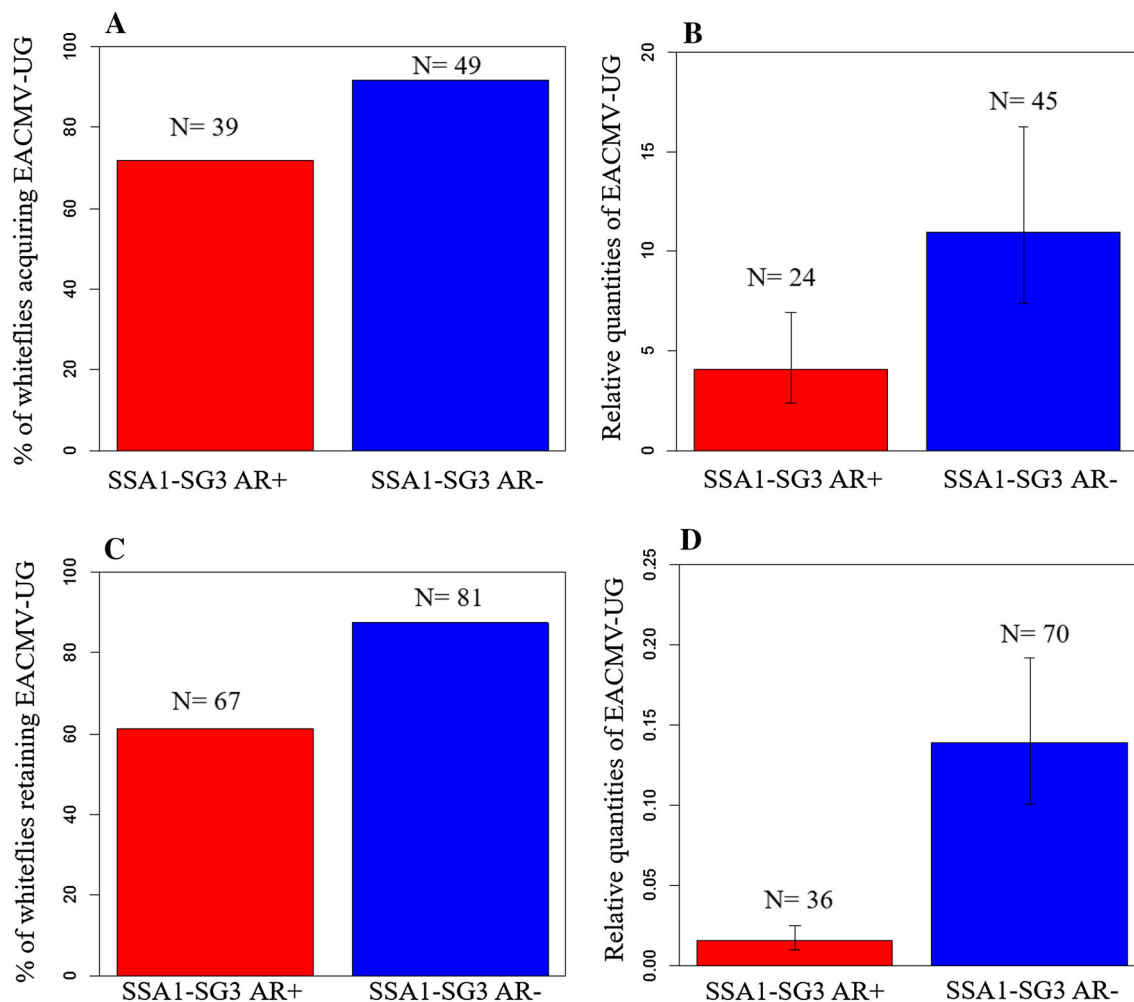 A
% of whiteflies acquiring EACMV-UG
100
80
60
40
20
0
N= 39
N= 49
SSA1-SG3 AR+
SSA1-SG3 AR-
B
Relative quantities of EACMV-UG
20
15
10
5
0
N= 24
N= 45
SSA1-SG3 AR+
SSA1-SG3 AR-
C
% of whiteflies retaining EACMV-UG
100
80
60
40
20
0
N= 67
N= 81
SSA1-SG3 AR+
SSA1-SG3 AR-
D
Relative quantities of EACMV-UG
0.25
0.20
0.15
0.10
0.05
0.00
N= 36
N= 70
SSA1-SG3 AR+
SSA1-SG3 AR-